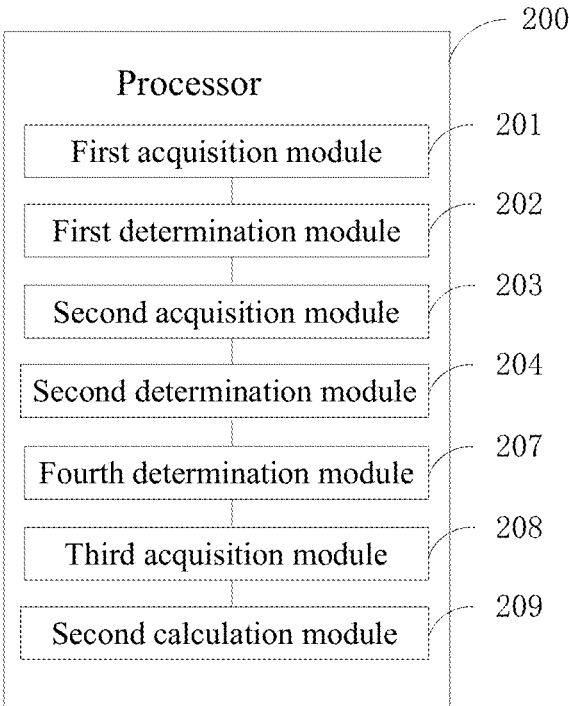 200
Processor
201
First acquisition module
202
First determination module
203
Second acquisition module
204
Second determination module
207
Fourth determination module
208
Third acquisition module
209
Second calculation module